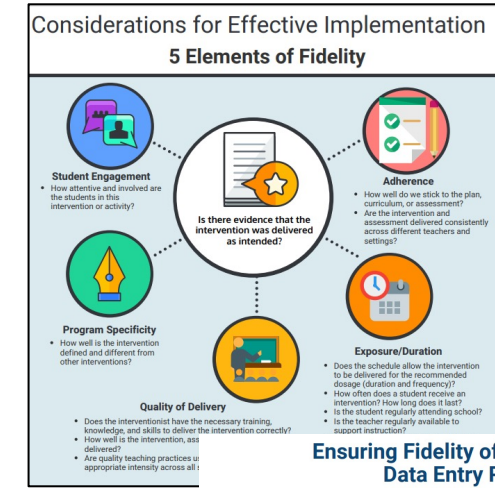 Considerations for Effective Implementation
5 Elements of Fidelity
Student Engagement
• How attentive and involved are
the students in this
intervention or activity?
Is there evidence that the
intervention was delivered
as intended?
Adherence
• How well do we stick to the plan,
curriculum, or assessment?
• Are the intervention and
assessment delivered consistently
across different teachers and
settings?
Program Specificity
• How well is the intervention
defined and different from
other interventions?
Exposure/Duration
• Does the schedule allow the intervention
to be delivered for the recommended
dosage (duration and frequency)?
• How often does a student receive an
intervention? How long does it last?
• Is the student regularly attending school?
• Is the teacher regularly available to
support instruction?
Quality of Delivery
• Does the interventionist have the necessary training,
knowledge, and skills to deliver the intervention correctly?
• How well is the intervention,
delivered?
• Are quality teaching practices
appropriate intensity across all
Ensuring Fidelity of
Data Entry